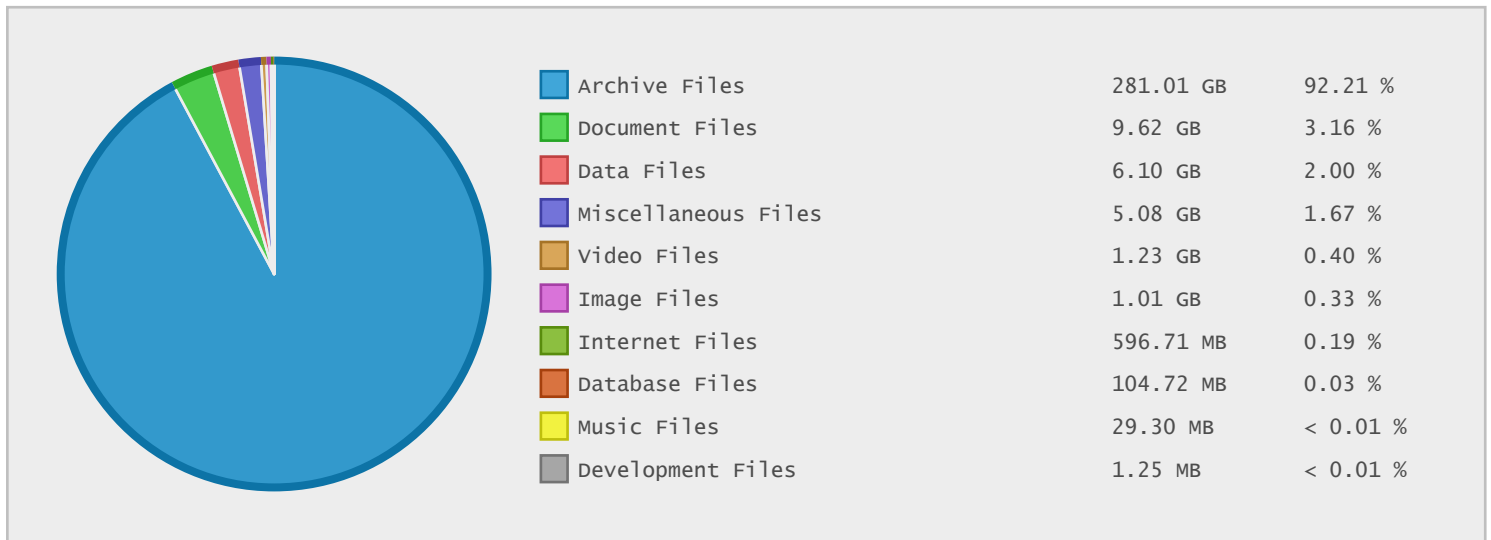 Archive Files 281.01 GB 92.21 %
Document Files 9.62 GB 3.16 %
Data Files 6.10 GB 2.00 %
Miscellaneous Files 5.08 GB 1.67 %
Video Files 1.23 GB 0.40 %
Image Files 1.01 GB 0.33 %
Internet Files 596.71 MB 0.19 %
Database Files 104.72 MB 0.03 %
Music Files 29.30 MB < 0.01 %
Development Files 1.25 MB < 0.01 %